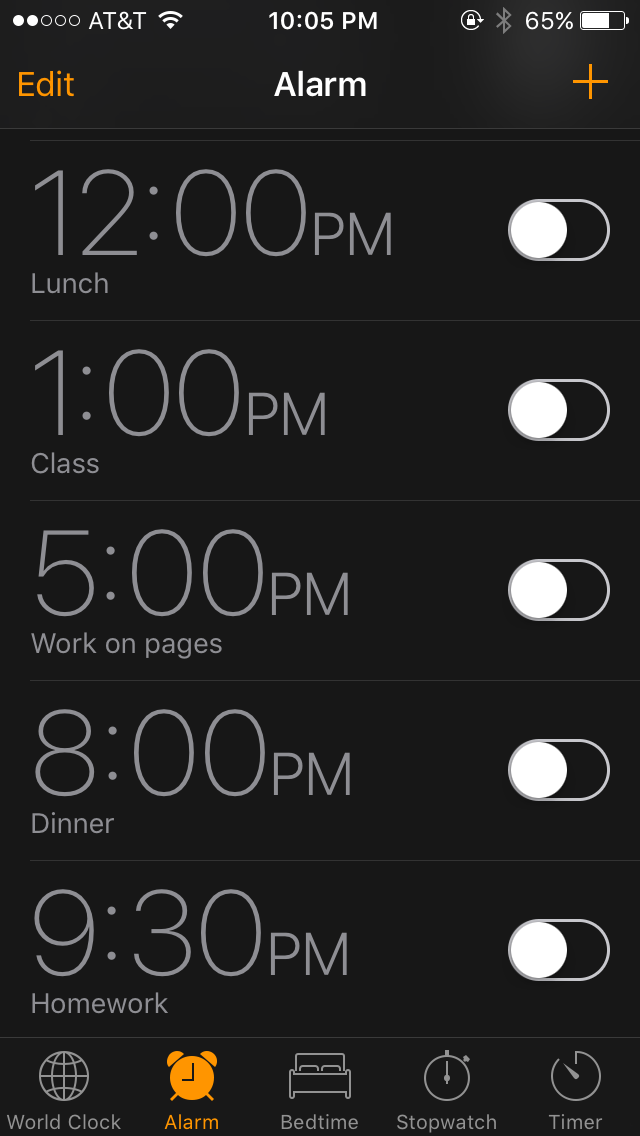 AT&T 10:05 PM 65%
Edit Alarm +
12:00PM
Lunch
1:00PM
Class
5:00PM
Work on pages
8:00PM
Dinner
9:30PM
Homework
World Clock Alarm Bedtime Stopwatch Timer